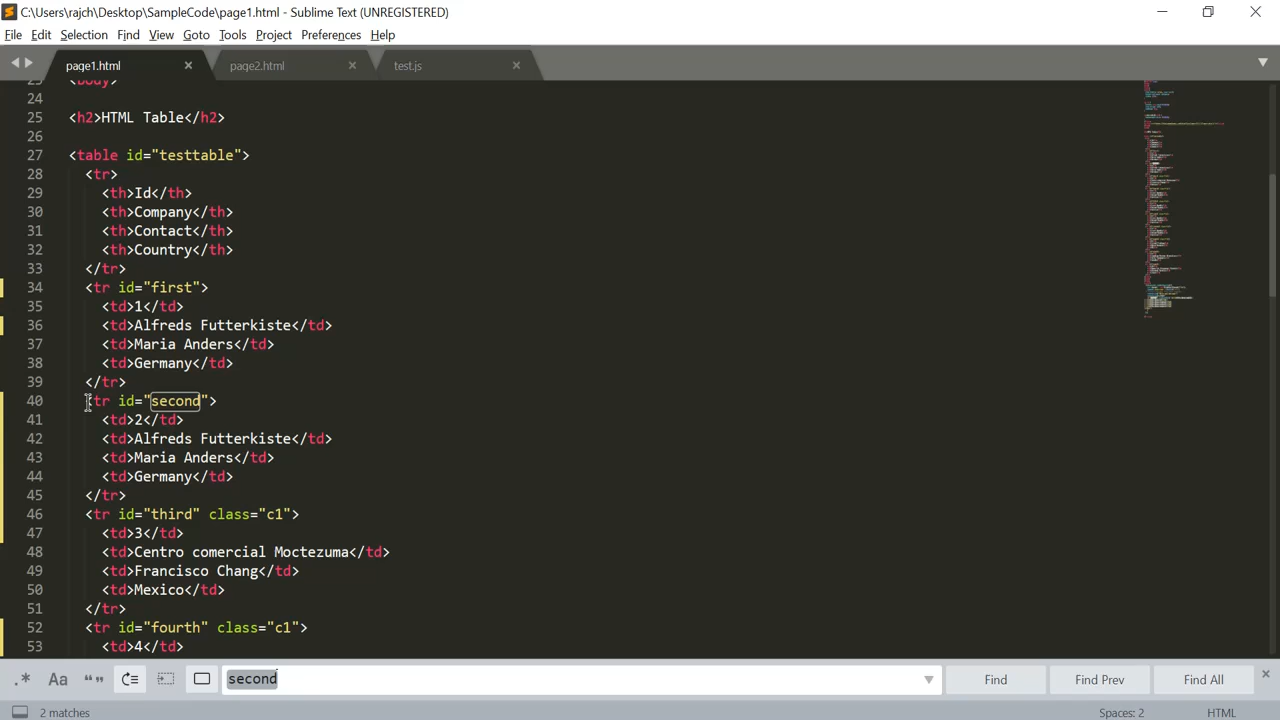 C:\Users\rajch\Desktop\SampleCode\page1.html - Sublime Text (UNREGISTERED)
File Edit Selection Find View Goto Tools Project Preferences Help
page1.html page2.html test.js
23 <body>
24
25 <h2>HTML Table</h2>
26
27 <table id="testtable">
28 <tr>
29 <th>Id</th>
30 <th>Company</th>
31 <th>Contact</th>
32 <th>Country</th>
33 </tr>
34 <tr id="first">
35 <td>1</td>
36 <td>Alfreds Futterkiste</td>
37 <td>Maria Anders</td>
38 <td>Germany</td>
39 </tr>
40 <tr id="second">
41 <td>2</td>
42 <td>Alfreds Futterkiste</td>
43 <td>Maria Anders</td>
44 <td>Germany</td>
45 </tr>
46 <tr id="third" class="c1">
47 <td>3</td>
48 <td>Centro comercial Moctezuma</td>
49 <td>Francisco Chang</td>
50 <td>Mexico</td>
51 </tr>
52 <tr id="fourth" class="c1">
53 <td>4</td>
.* Aa "" second Find Find Prev Find All
2 matches Spaces: 2 HTML